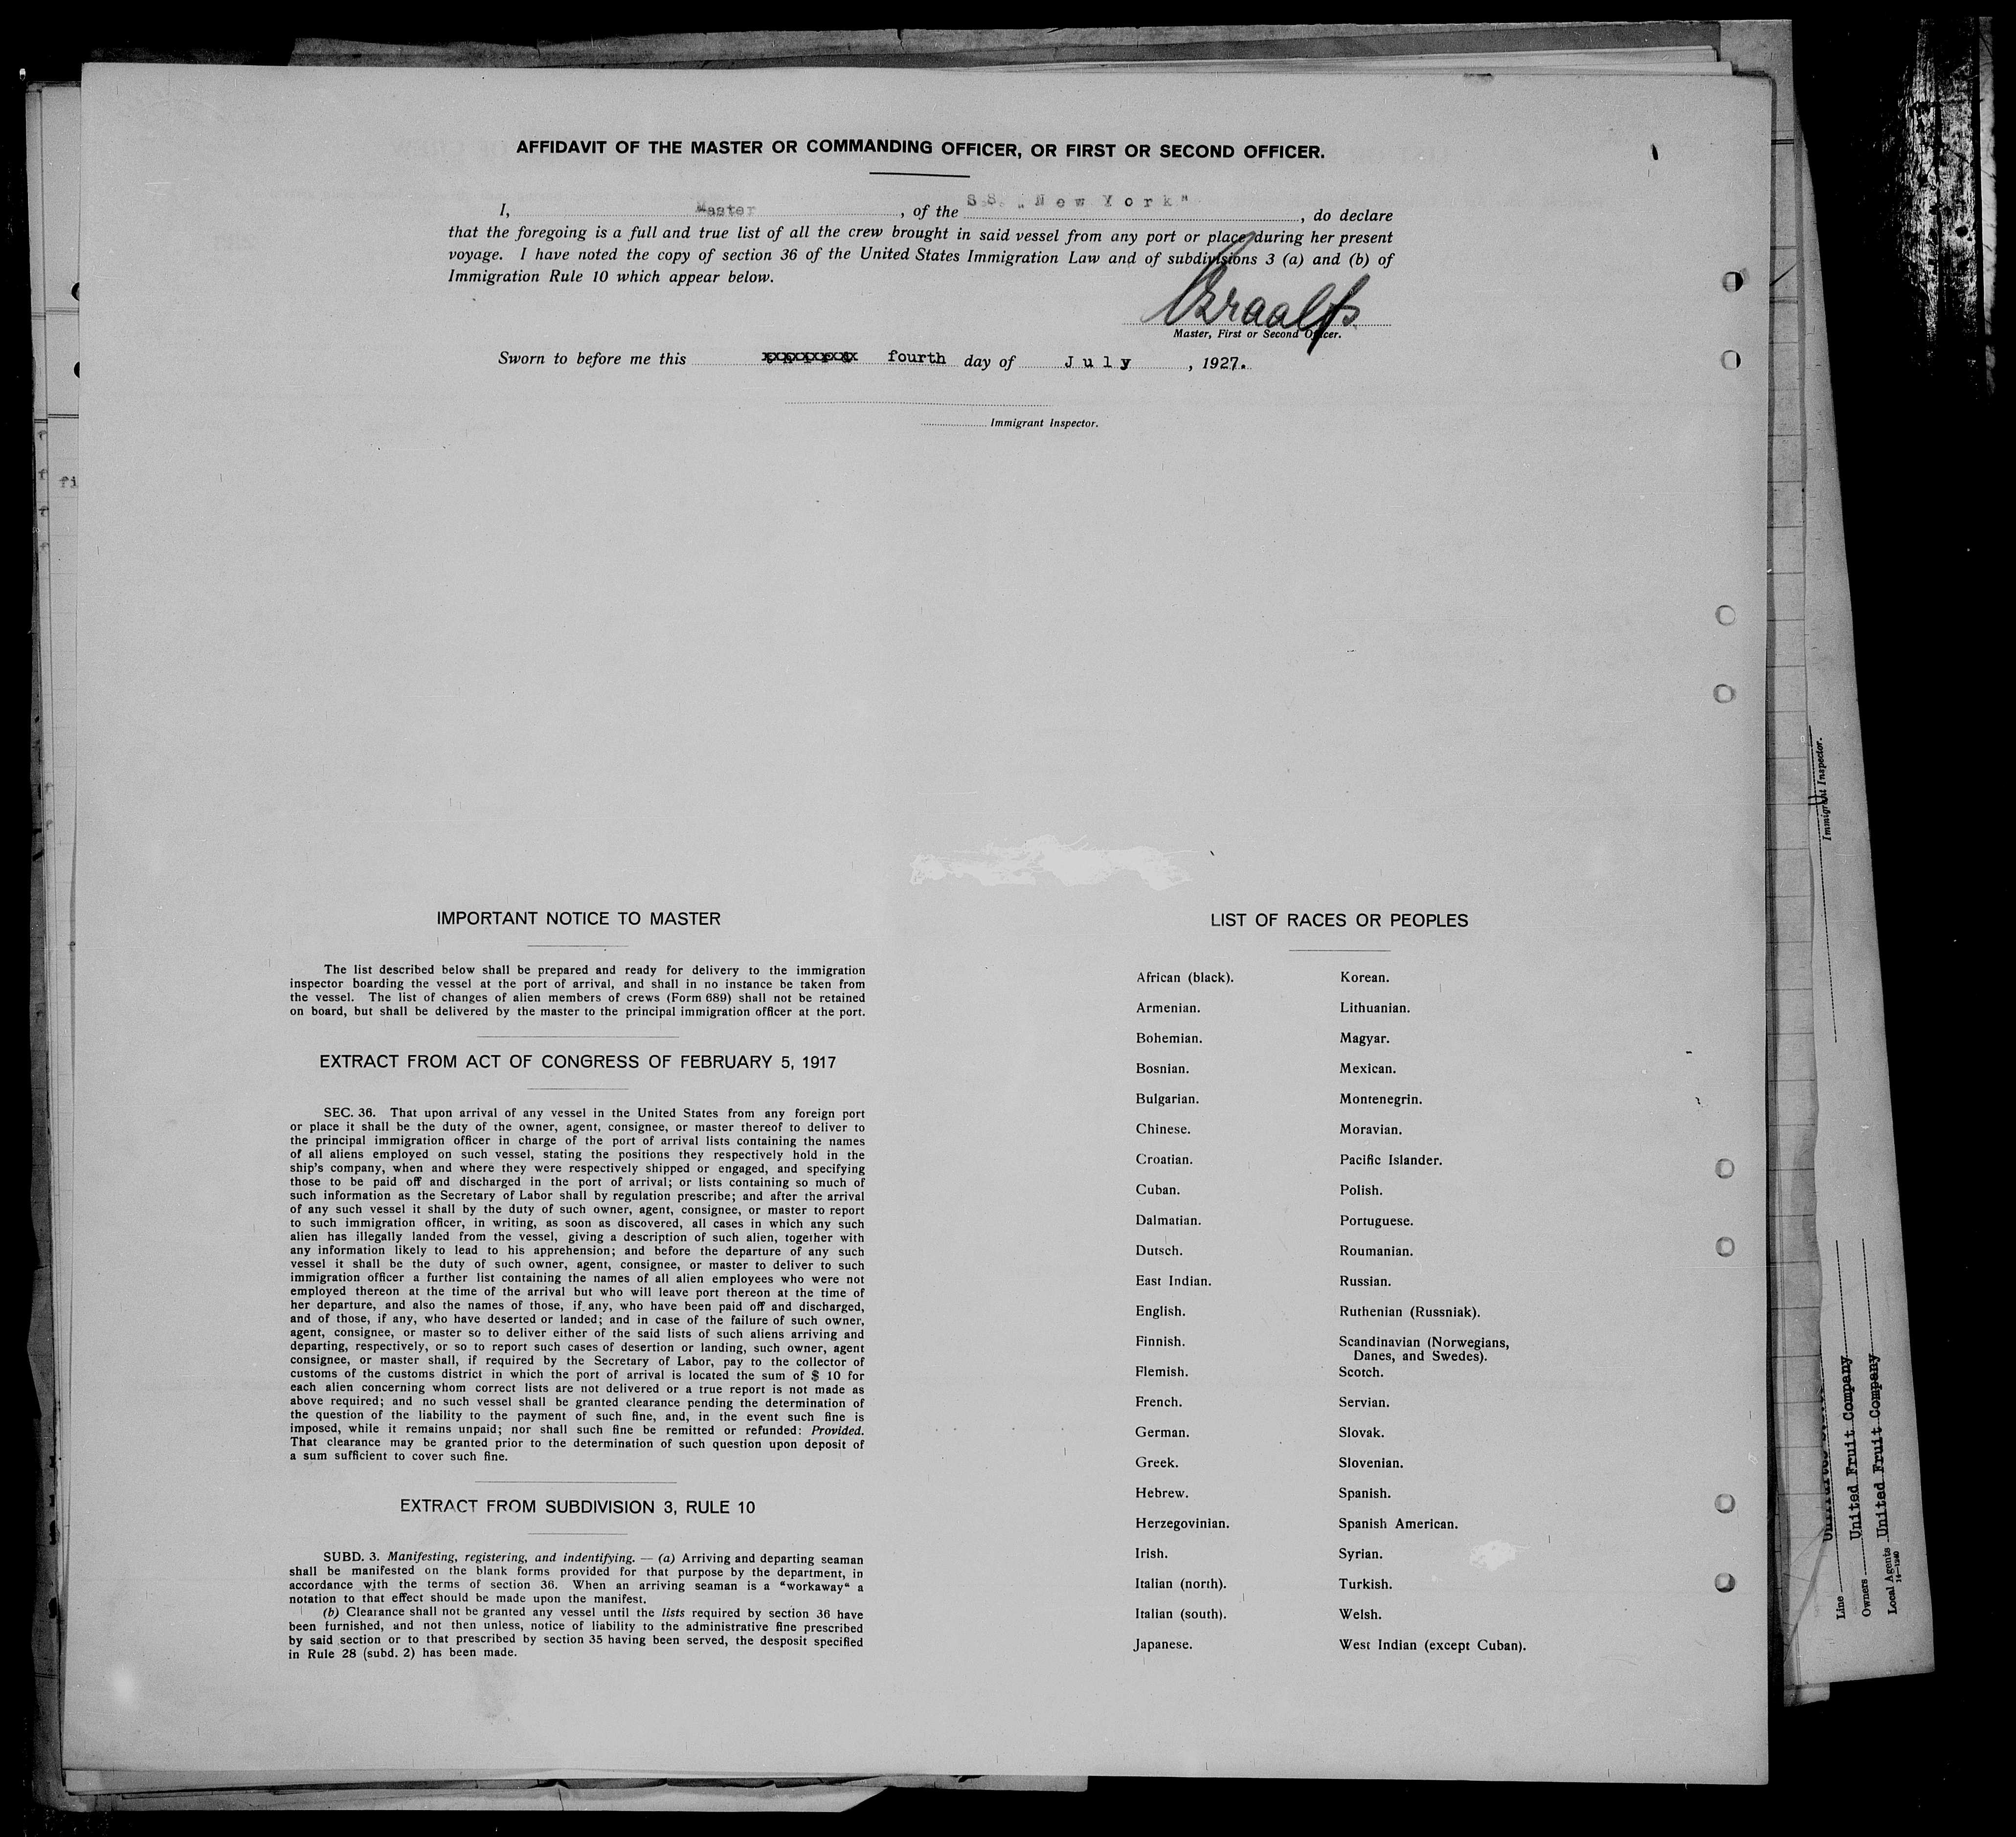 AFFIDAVIT OF THE MASTER OR COMMANDING OFFICER, OR FIRST OR SECOND OFFICER.
I, Master, of the SS. "New York", do declare
that the foregoing is a full and true list of all the crew brought in said vessel from any port or place during her present
voyage. I have noted the copy of section 36 of the United States Immigration Law and of subdivisions 3 (a) and (b) of
Immigration Rule 10 which appear below.
Graalfs
Master, First or Second Officer.
Sworn to before me this fourth day of July, 1927.
Immigrant Inspector.
IMPORTANT NOTICE TO MASTER
The list described below shall be prepared and ready for delivery to the immigration
inspector boarding the vessel at the port of arrival, and shall in no instance be taken from
the vessel. The list of changes of alien members of crews (Form 689) shall not be retained
on board, but shall be delivered by the master to the principal immigration officer at the port.
EXTRACT FROM ACT OF CONGRESS OF FEBRUARY 5, 1917
SEC. 36. That upon arrival of any vessel in the United States from any foreign port
or place it shall be the duty of the owner, agent, consignee, or master thereof to deliver to
the principal immigration officer in charge of the port of arrival lists containing the names
of all aliens employed on such vessel, stating the positions they respectively hold in the
ship's company, when and where they were respectively shipped or engaged, and specifying
those to be paid off and discharged in the port of arrival; or lists containing so much of
such information as the Secretary of Labor shall by regulation prescribe; and after the arrival
of any such vessel it shall by the duty of such owner, agent, consignee, or master to report
to such immigration officer, in writing, as soon as discovered, all cases in which any such
alien has illegally landed from the vessel, giving a description of such alien, together with
any information likely to lead to his apprehension; and before the departure of any such
vessel it shall be the duty of such owner, agent, consignee, or master to deliver to such
immigration officer a further list containing the names of all alien employees who were not
employed thereon at the time of the arrival but who will leave port thereon at the time of
her departure, and also the names of those, if any, who have been paid off and discharged,
and of those, if any, who have deserted or landed; and in case of the failure of such owner,
agent, consignee, or master so to deliver either of the said lists of such aliens arriving and
departing, respectively, or so to report such cases of desertion or landing, such owner, agent
consignee, or master shall, if required by the Secretary of Labor, pay to the collector of
customs of the customs district in which the port of arrival is located the sum of $ 10 for
each alien concerning whom correct lists are not delivered or a true report is not made as
above required; and no such vessel shall be granted clearance pending the determination of
the question of the liability to the payment of such fine, and, in the event such fine is
imposed, while it remains unpaid; nor shall such fine be remitted or refunded: Provided.
That clearance may be granted prior to the determination of such question upon deposit of
a sum sufficient to cover such fine.
EXTRACT FROM SUBDIVISION 3, RULE 10
SUBD. 3. Manifesting, registering, and indentifying. — (a) Arriving and departing seaman
shall be manifested on the blank forms provided for that purpose by the department, in
accordance with the terms of section 36. When an arriving seaman is a "workaway" a
notation to that effect should be made upon the manifest.
(b) Clearance shall not be granted any vessel until the lists required by section 36 have
been furnished, and not then unless, notice of liability to the administrative fine prescribed
by said section or to that prescribed by section 35 having been served, the desposit specified
in Rule 28 (subd. 2) has been made.
LIST OF RACES OR PEOPLES
African (black).
Armenian.
Bohemian.
Bosnian.
Bulgarian.
Chinese.
Croatian.
Cuban.
Dalmatian.
Dutsch.
East Indian.
English.
Finnish.
Flemish.
French.
German.
Greek.
Hebrew.
Herzegovinian.
Irish.
Italian (north).
Italian (south).
Japanese.
Korean.
Lithuanian.
Magyar.
Mexican.
Montenegrin.
Moravian.
Pacific Islander.
Polish.
Portuguese.
Roumanian.
Russian.
Ruthenian (Russniak).
Scandinavian (Norwegians,
Danes, and Swedes).
Scotch.
Servian.
Slovak.
Slovenian.
Spanish.
Spanish American.
Syrian.
Turkish.
Welsh.
West Indian (except Cuban).
Immigrant Inspector.
Line
Owners United Fruit Company
Local Agents United Fruit Company